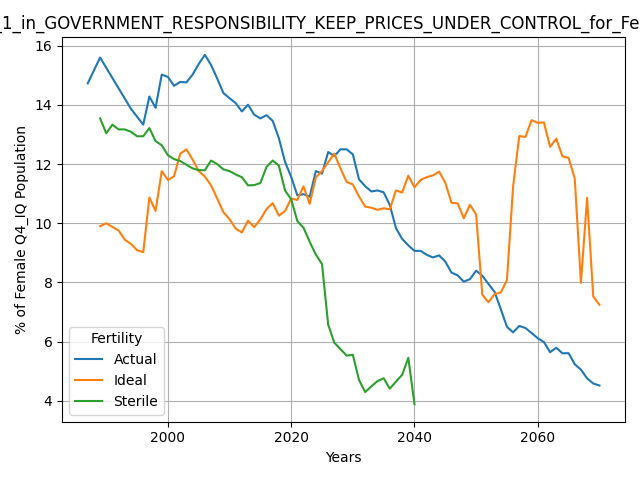 _1_in_GOVERNMENT_RESPONSIBILITY_KEEP_PRICES_UNDER_CONTROL_for_Fe
16
14
12
10
8
6
4
% of Female Q4_IQ Population
Fertility
Actual
Ideal
Sterile
2000 2020 2040 2060
Years